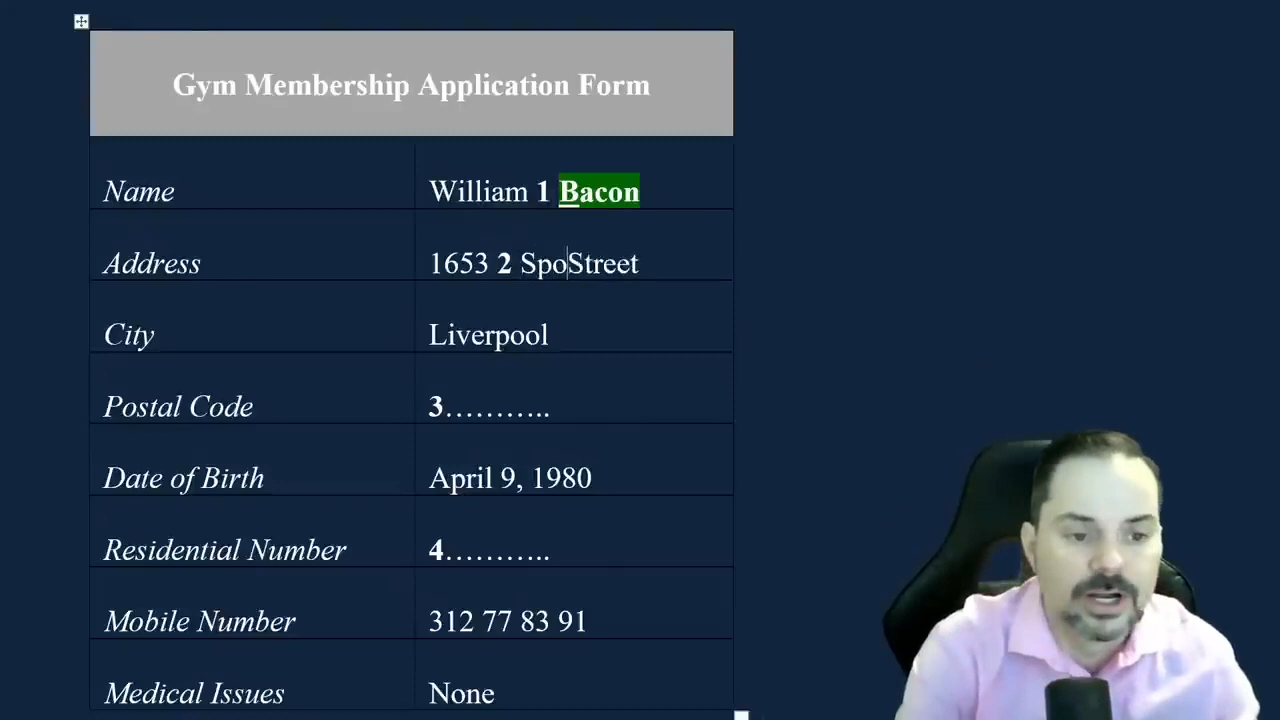 Gym Membership Application Form
Name William 1 Bacon
Address 1653 2 SpoStreet
City Liverpool
Postal Code 3………..
Date of Birth April 9, 1980
Residential Number 4………..
Mobile Number 312 77 83 91
Medical Issues None